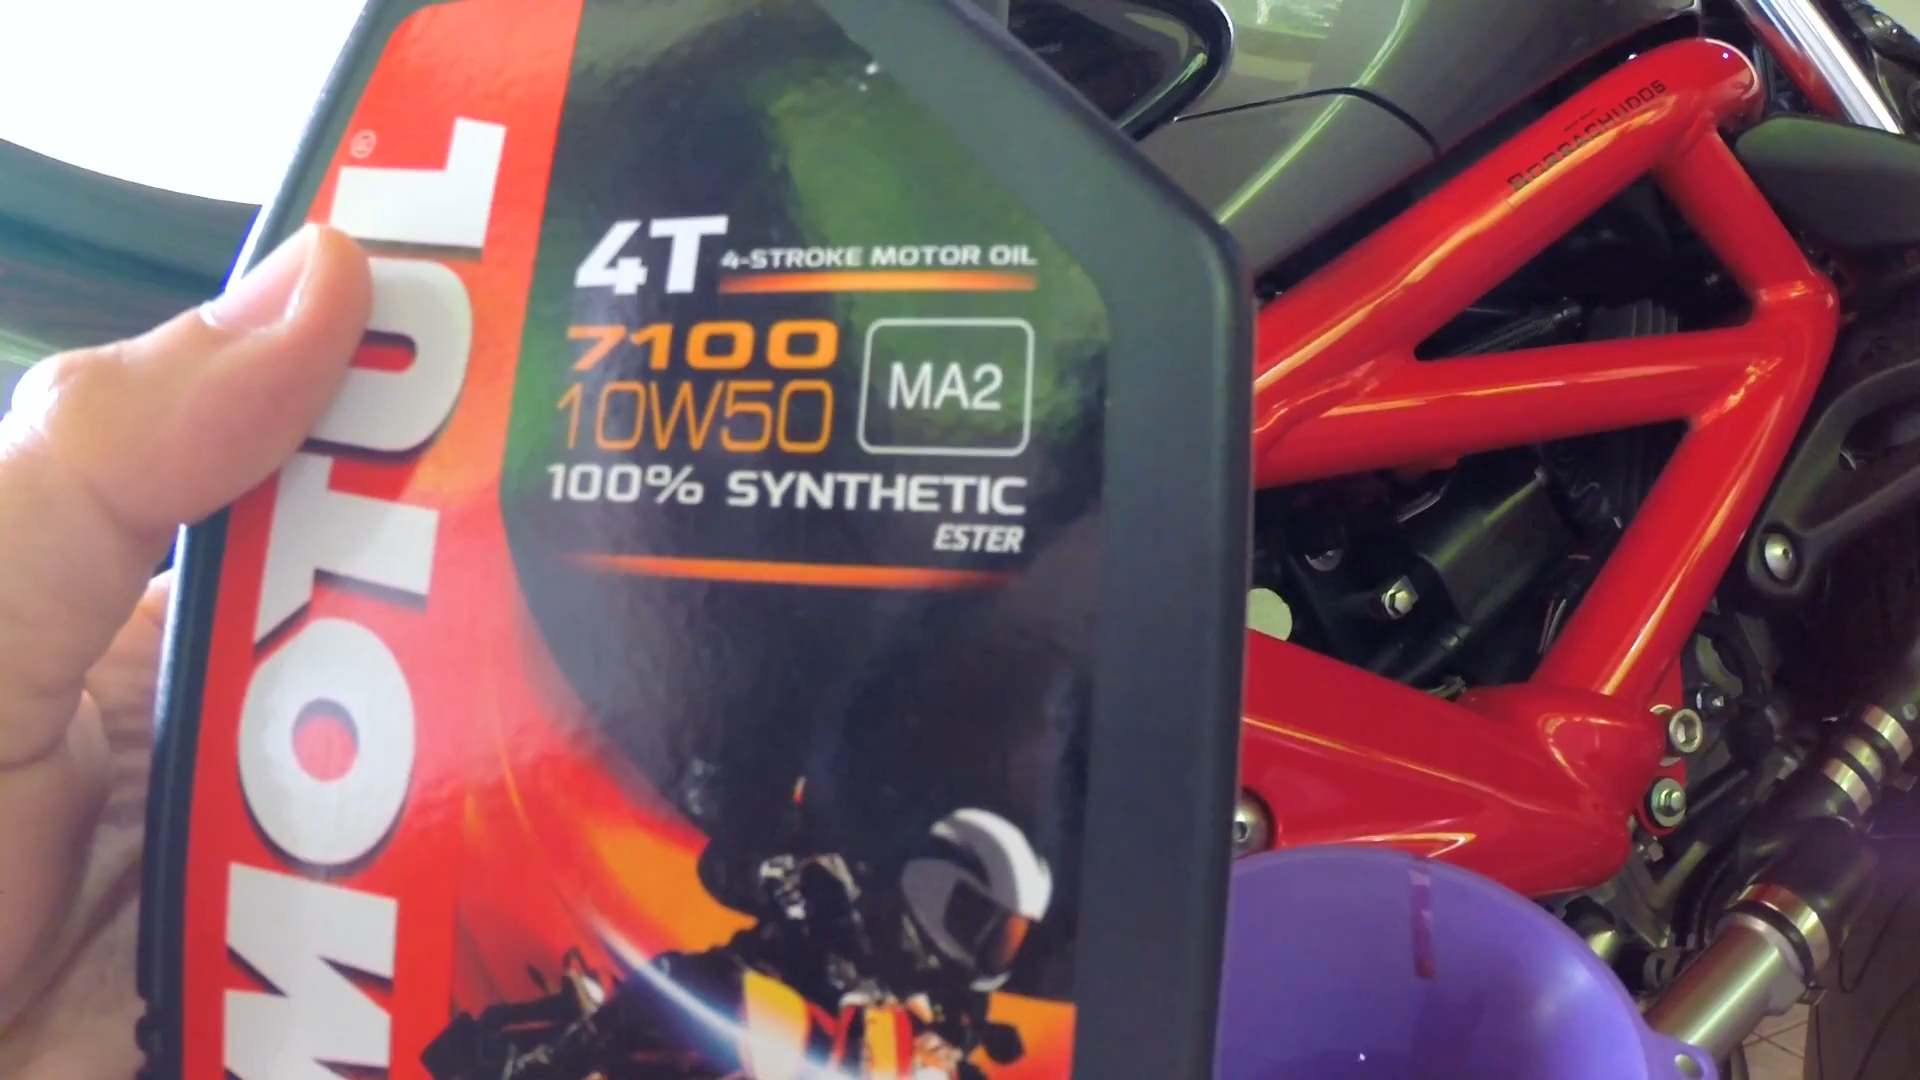 MOTUL®
4T 4-STROKE MOTOR OIL
7100
10W50
MA2
100% SYNTHETIC
ESTER